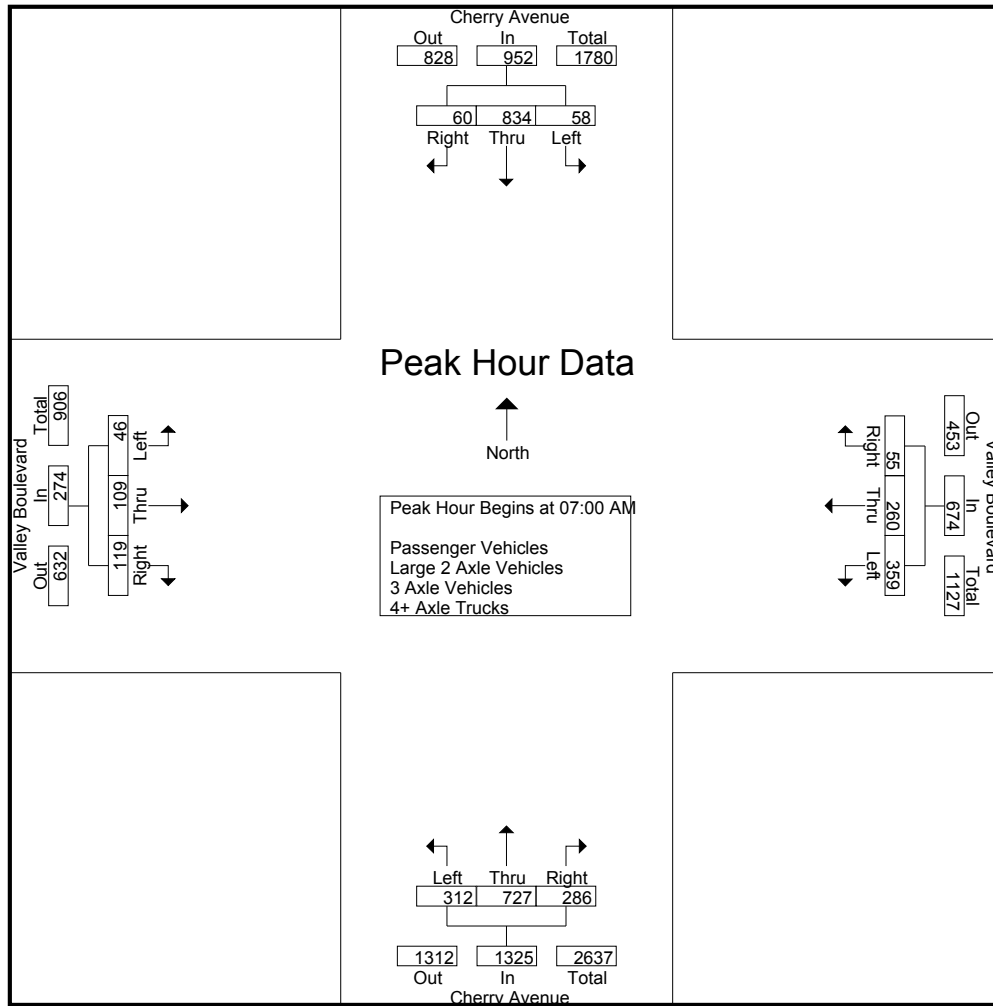 Cherry Avenue
Out In Total
828 952 1780
60 834 58
Right Thru Left
Peak Hour Data
North
Peak Hour Begins at 07:00 AM
Passenger Vehicles
Large 2 Axle Vehicles
3 Axle Vehicles
4+ Axle Trucks
Valley Boulevard
Out In Total
632 274 906
46 109 119
Left Thru Right
Valley Boulevard
Out In Total
453 674 1127
55 260 359
Right Thru Left
Left Thru Right
312 727 286
1312 1325 2637
Out In Total
Cherry Avenue